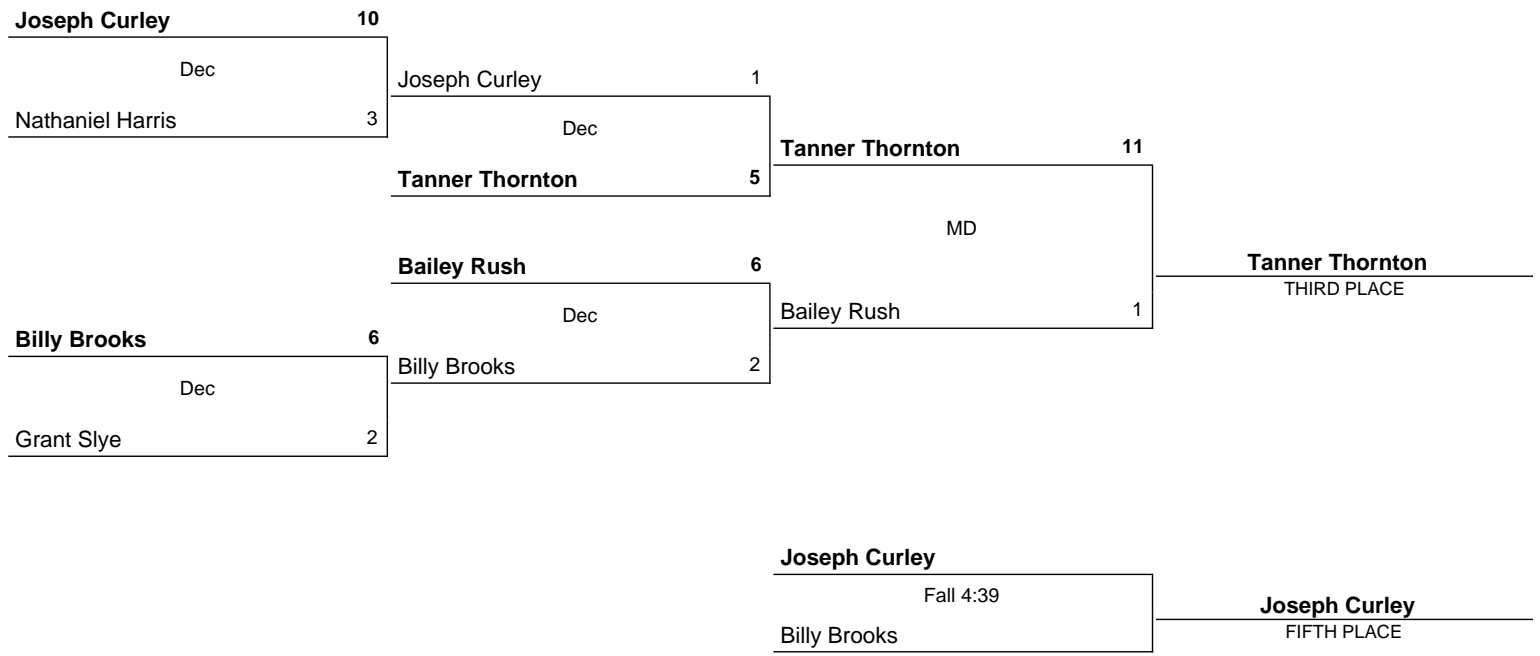 Joseph Curley 10
Dec
Nathaniel Harris 3
Joseph Curley 1
Dec
Tanner Thornton 5
Tanner Thornton 11
MD
Bailey Rush 1
Bailey Rush 6
Dec
Billy Brooks 2
Billy Brooks 6
Dec
Grant Slye 2
Tanner Thornton
THIRD PLACE
Joseph Curley
Fall 4:39
Billy Brooks
Joseph Curley
FIFTH PLACE